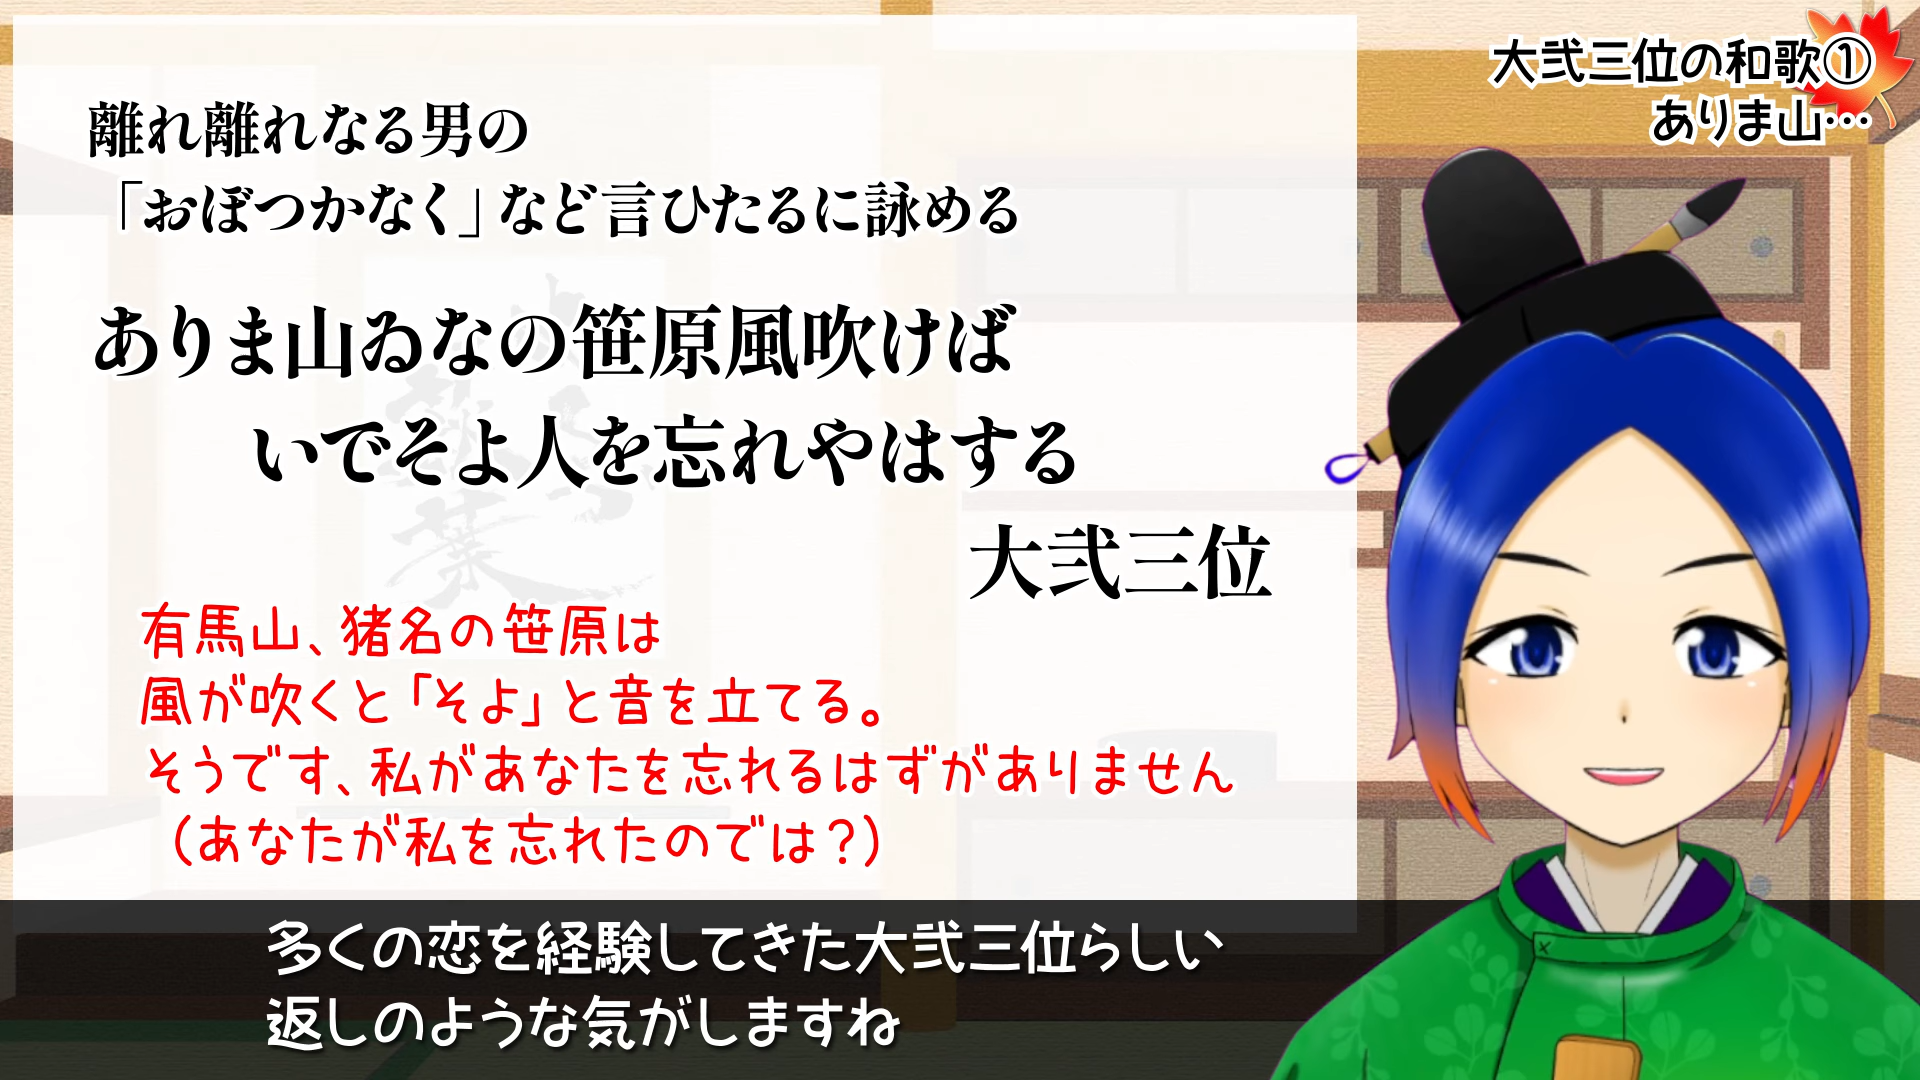 大弐三位の和歌①
ありま山…
離れ離れなる男の
「おぼつかなく」など言ひたるに詠める
ありま山ゐなの笹原風吹けば
いでそよ人を忘れやはする
大弐三位
有馬山、猪名の笹原は
風が吹くと「そよ」と音を立てる。
そうです、私があなたを忘れるはずがありません
（あなたが私を忘れたのでは？）
多くの恋を経験してきた大弐三位らしい
返しのような気がしますね